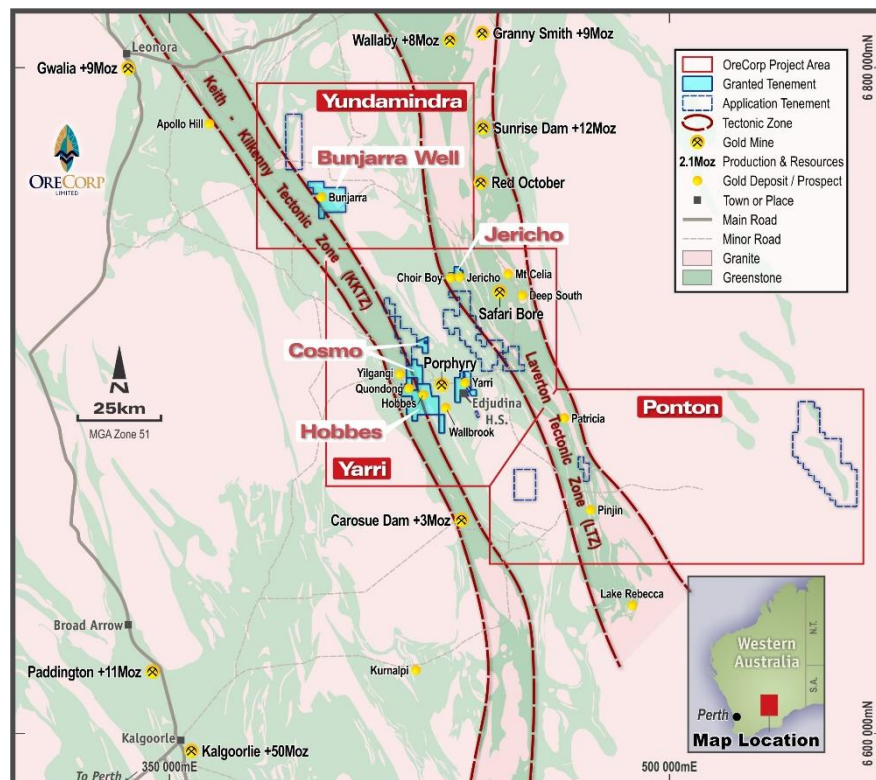 Leonora
Gwalia +9Moz
Wallaby +8Moz
Granny Smith +9Moz
6 800 000mN
ORECORP
LIMITED
Apollo Hill
Keith - Kilkenny Tectonic Zone (KKTZ)
Yundamindra
Bunjarra Well
Bunjarra
Sunrise Dam +12Moz
Red October
OreCorp Project Area
Granted Tenement
Application Tenement
Tectonic Zone
Gold Mine
2.1Moz Production & Resources
Gold Deposit / Prospect
Town or Place
Main Road
Minor Road
Granite
Greenstone
Jericho
Choir Boy
Jericho
Mt Celia
Deep South
Safari Bore
Cosmo
Porphyry
Yilgangi
Quondong
Hobbes
Yarri
Edjudina
H.S.
Wallbrook
Hobbes
Yarri
Laverton Tectonic Zone (LTZ)
Patricia
Ponton
Pinjin
N
25km
MGA Zone 51
Carosue Dam +3Moz
Lake Rebecca
Broad Arrow
Paddington +11Moz
Kurnalpi
Kalgoorlie
Kalgoorlie +50Moz
To Perth
350 000mE
500 000mE
6 600 000mN
Western
Australia
N.T.
S.A.
Perth
Map Location